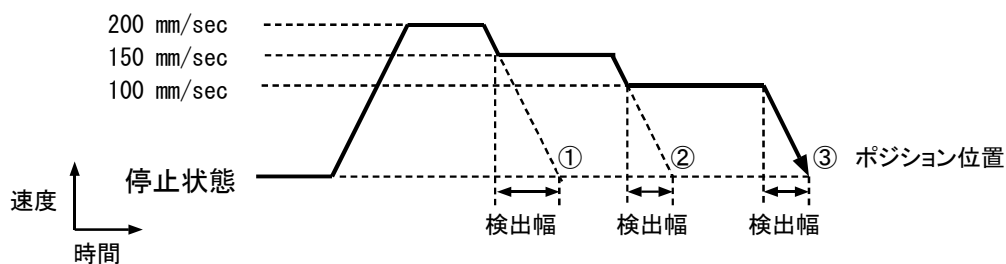 200 mm/sec
150 mm/sec
100 mm/sec
① ② ③ ポジション位置
停止状態
速度
検出幅 検出幅 検出幅
時間